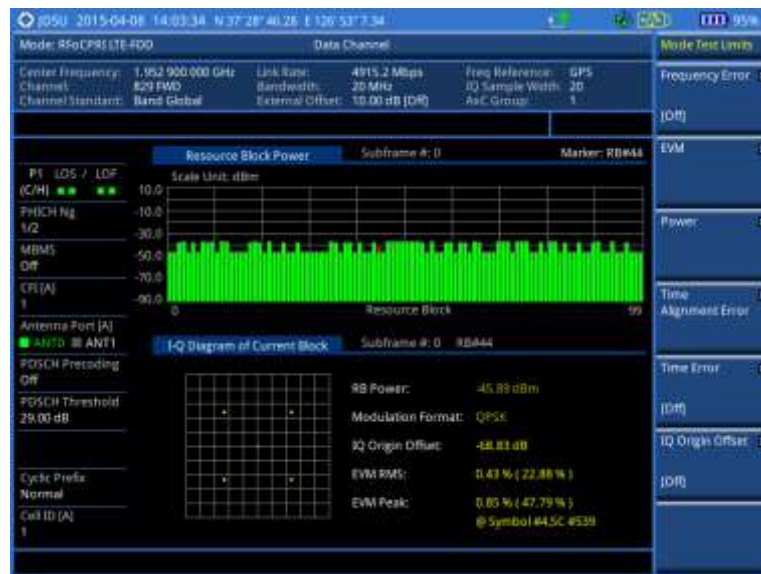 JDSU 2015-04-08 14:03:34 N 37° 28' 46.28 E 126° 53' 7.34 95%
Mode: RFoCPRI LTE-FDD Data Channel Mode Test Limits
Center Frequency: 1.952 900 000 GHz Link Rate: 4915.2 Mbps Freq Reference: GPS
Channel: 829 FWD Bandwidth: 20 MHz IQ Sample Width: 20
Channel Standard: Band Global External Offset: 10.00 dB [Off] AxC Group: 1
Frequency Error
[Off]
Resource Block Power Subframe #: 0 Marker: RB#44
EVM
P1 LOS / LOF
(C/H)
Scale Unit: dBm
10.0
-10.0
-30.0
-50.0
-70.0
-90.0
0 Resource Block 99
PHICH Ng
1/2
MBMS
Off
CFI [A]
1
Antenna Port [A]
ANT0 ANT1
PDSCH Precoding
Off
PDSCH Threshold
29.00 dB
Cyclic Prefix
Normal
Cell ID [A]
1
I-Q Diagram of Current Block Subframe #: 0 RB#44
RB Power: -45.89 dBm
Modulation Format: QPSK
IQ Origin Offset: -68.83 dB
EVM RMS: 0.43 % ( 22.88 % )
EVM Peak: 0.85 % ( 47.79 % )
@ Symbol #4,SC #539
Power
Time
Alignment Error
Time Error
[Off]
IQ Origin Offset
[Off]